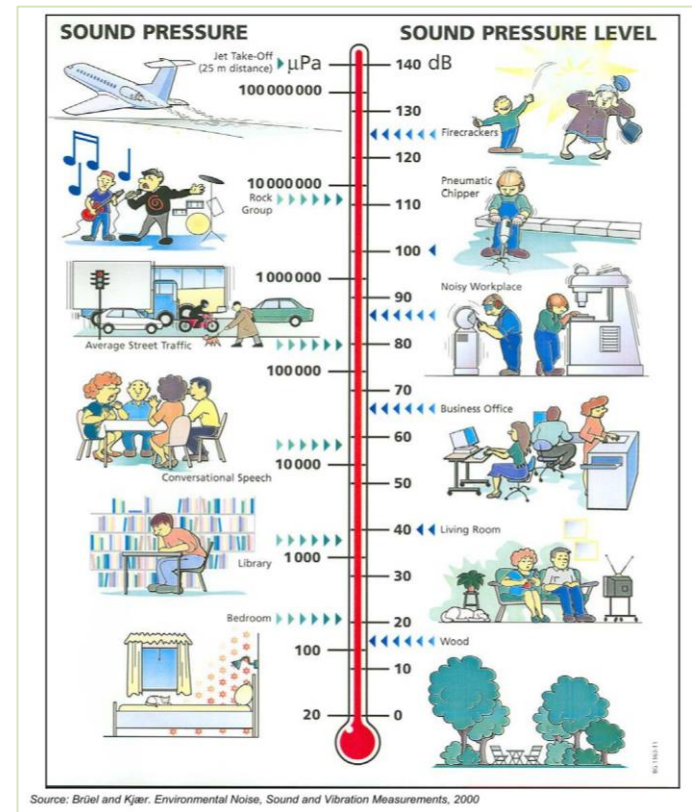 SOUND PRESSURE
SOUND PRESSURE LEVEL
Jet Take-Off
(25 m distance)
µPa
140 dB
100 000 000
130
Firecrackers
120
10 000 000
Pneumatic
Chipper
Rock
Group
110
100
1 000 000
Noisy Workplace
90
Average Street Traffic
80
100 000
70
Business Office
60
10 000
Conversational Speech
50
40
Living Room
Library
1 000
30
Bedroom
20
Wood
100
10
20
0
Source: Brüel and Kjær. Environmental Noise, Sound and Vibration Measurements, 2000